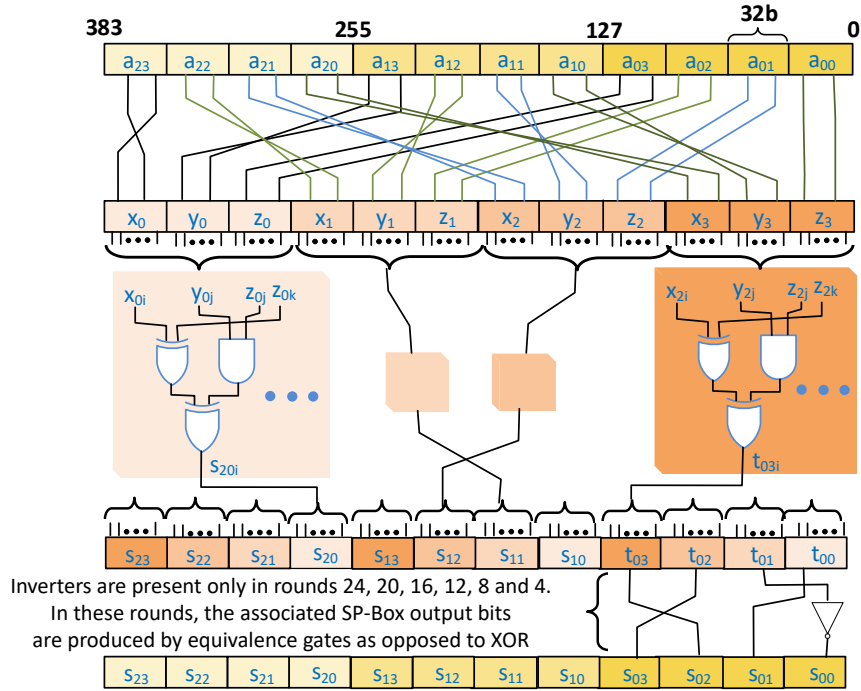 383 255 127 32b 0
a23 a22 a21 a20 a13 a12 a11 a10 a03 a02 a01 a00
x0 y0 z0 x1 y1 z1 x2 y2 z2 x3 y3 z3
x0i y0j z0j z0k x2i y2j z2j z2k
s20i t03i
s23 s22 s21 s20 s13 s12 s11 s10 t03 t02 t01 t00
Inverters are present only in rounds 24, 20, 16, 12, 8 and 4.
In these rounds, the associated SP-Box output bits
are produced by equivalence gates as opposed to XOR
s23 s22 s21 s20 s13 s12 s11 s10 s03 s02 s01 s00